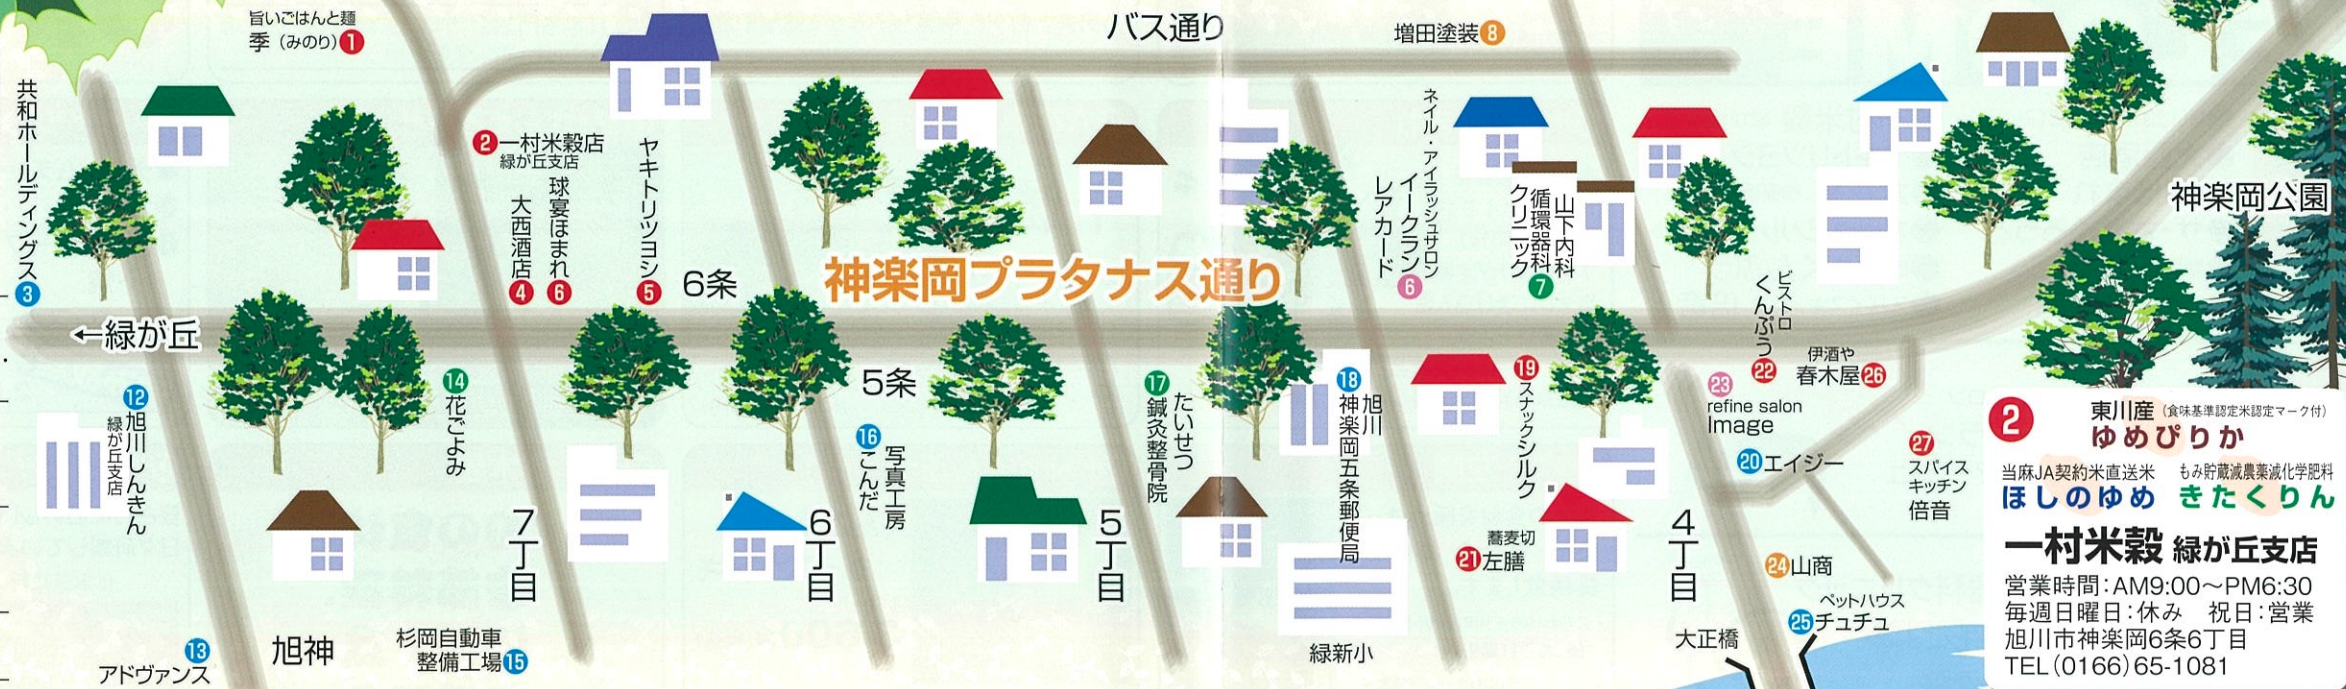 旨いごはんと麺
季（みのり）1
バス通り
増田塗装8
共和ホールディングス3
2一村米穀店
緑が丘支店
大西酒店4
球宴ほまれ6
ヤキトリツヨシ5
6条
神楽岡プラタナス通り
ネイル・アイラッシュサロン
イークラン
レアカード6
山下内科
循環器科
クリニック7
神楽岡公園
←緑が丘
ビストロ
くんぷう22
伊酒や
春木屋26
5条
12旭川しんきん
緑が丘支店
14花ごよみ
16写真工房
こんだ
17たいせつ
鍼灸整骨院
18旭川
神楽岡五条郵便局
19スナックシルク
23
refine salon
Image
20エイジー
27
スパイス
キッチン
倍音
7丁目
6丁目
5丁目
4丁目
蕎麦切
21左膳
24山商
ペットハウス
25チュチュ
大正橋
緑新小
13
アドヴァンス
旭神
杉岡自動車
整備工場15
2
東川産（食味基準認定米認定マーク付）
ゆめぴりか
当麻JA契約米直送米
ほしのゆめ
もみ貯蔵減農薬減化学肥料
きたくりん
一村米穀 緑が丘支店
営業時間：AM9:00～PM6:30
毎週日曜日：休み 祝日：営業
旭川市神楽岡6条6丁目
TEL（0166）65-1081